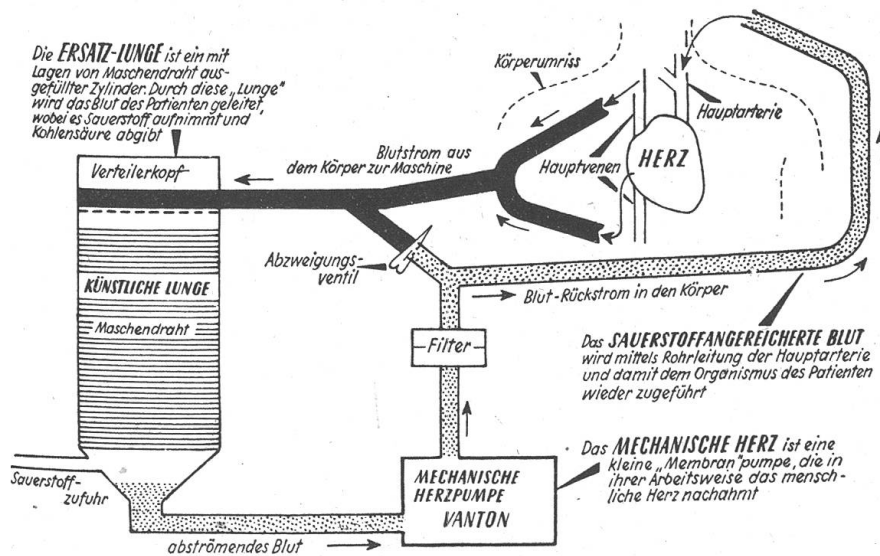 Die ERSATZ-LUNGE ist ein mit
Lagen von Maschendraht aus-
gefüllter Zylinder. Durch diese „Lunge"
wird das Blut des Patienten geleitet,
wobei es Sauerstoff aufnimmt und
Kohlensäure abgibt
Körperumriss
Hauptarterie
Hauptvenen
HERZ
Blutstrom aus
dem Körper zur Maschine
Verteilerkopf
Abzweigungs-
ventil
KÜNSTLICHE LUNGE
Maschendraht
Blut-Rückstrom in den Körper
Filter
Das SAUERSTOFFANGEREICHERTE BLUT
wird mittels Rohrleitung der Hauptarterie
und damit dem Organismus des Patienten
wieder zugeführt
Das MECHANISCHE HERZ ist eine
kleine „Membran"pumpe, die in
ihrer Arbeitsweise das mensch-
liche Herz nachahmt
MECHANISCHE
HERZPUMPE
VANTON
Sauerstoff-
zufuhr
abströmendes Blut